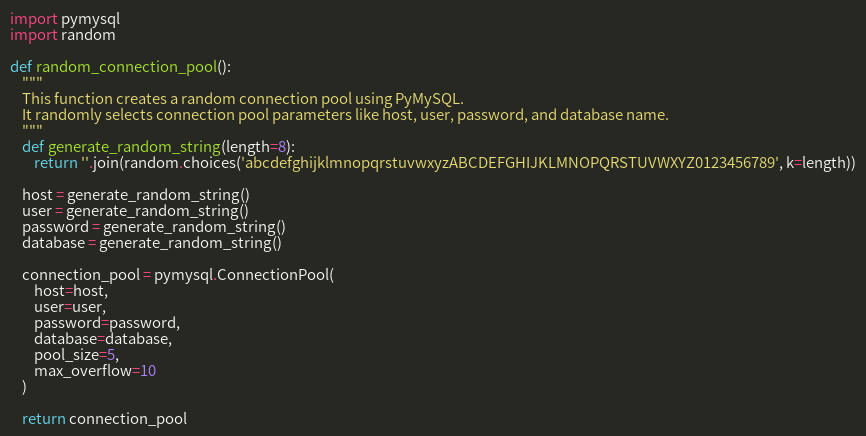 import pymysql
import random

def random_connection_pool():
    """
    This function creates a random connection pool using PyMySQL.
    It randomly selects connection pool parameters like host, user, password, and database name.
    """
    def generate_random_string(length=8):
        return ''.join(random.choices('abcdefghijklmnopqrstuvwxyzABCDEFGHIJKLMNOPQRSTUVWXYZ0123456789', k=length))

    host = generate_random_string()
    user = generate_random_string()
    password = generate_random_string()
    database = generate_random_string()

    connection_pool = pymysql.ConnectionPool(
        host=host,
        user=user,
        password=password,
        database=database,
        pool_size=5,
        max_overflow=10
    )

    return connection_pool